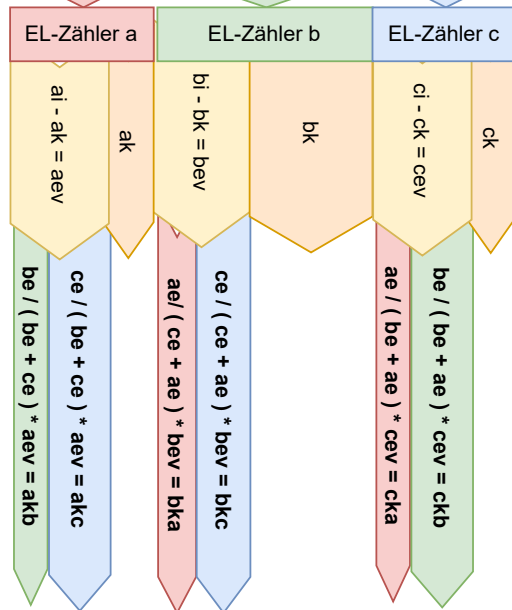 EL-Zähler a
EL-Zähler b
EL-Zähler c
ai - ak = aev
ak
bi - bk = bev
bk
ci - ck = cev
ck
be / ( be + ce ) * aev = akb
ce / ( be + ce ) * aev = akc
ae/ ( ce + ae ) * bev = bka
ce / ( ce + ae ) * bev = bkc
ae / ( be + ae ) * cev = cka
be / ( be + ae ) * cev = ckb